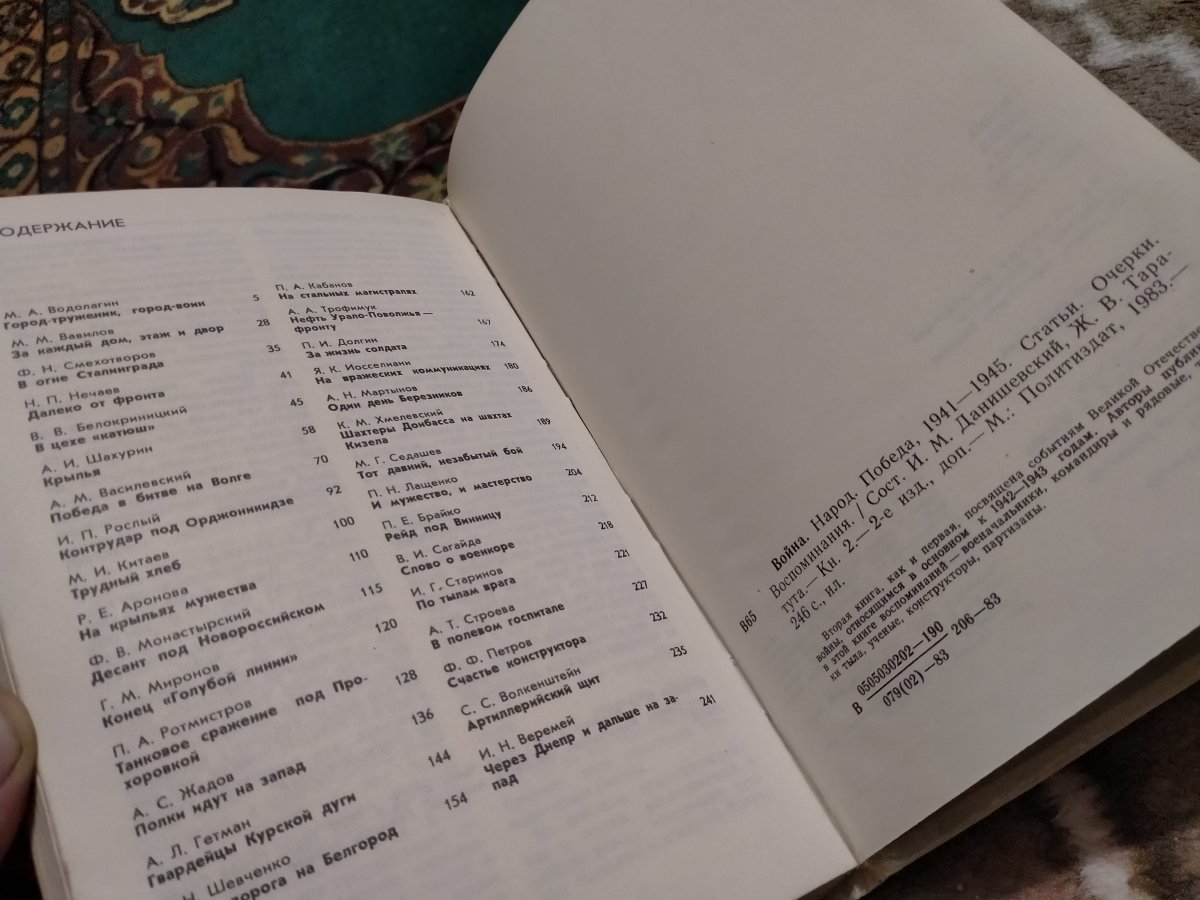 ОДЕРЖАНИЕ
М. А. Водолагин
Город-труженик, город-воин 5
М. М. Вавилов
За каждый дом, этаж и двор 28
Ф. Н. Смехотворов
В огне Сталинграда 35
Н. П. Нечаев
Далеко от фронта 41
В. В. Белокриницкий
В цехе «катюш» 45
А. И. Шахурин
Крылья 58
А. М. Василевский
Победа в битве на Волге 70
И. П. Рослый
Контрудар под Орджоникидзе 92
М. И. Китаев
Трудный хлеб 100
Р. Е. Аронова
На крыльях мужества 110
Ф. В. Монастырский
Десант под Новороссийском 115
Г. М. Миронов
Конец «Голубой линии» 120
П. А. Ротмистров
Танковое сражение под Про-
хоровкой 128
А. С. Жадов
Полки идут на запад 136
А. Л. Гетман
Гвардейцы Курской дуги 144
Н. Шевченко
дорога на Белгород 154
П. А. Кабанов
На стальных магистралях 162
А. А. Трофимук
Нефть Урало-Поволжья —
фронту 167
П. И. Долгин
За жизнь солдата 174
Я. К. Иосселиани
На вражеских коммуникациях 180
А. Н. Мартынов
Один день Березников 186
К. М. Хмелевский
Шахтеры Донбасса на шахтах
Кизела 189
М. Г. Седашев
Тот давний, незабытый бой 194
П. Н. Лащенко
И мужество, и мастерство 204
П. Е. Брайко
Рейд под Винницу 212
В. И. Сагайда
Слово о военкоре 218
И. Г. Старинов
По тылам врага 221
А. Т. Строева
В полевом госпитале 227
Ф. Ф. Петров
Счастье конструктора 232
С. С. Волкенштейн
Артиллерийский щит 235
И. Н. Веремей
Через Днепр и дальше на за-
пад 241
Война. Народ. Победа, 1941—1945. Статьи. Очерки.
В65 Воспоминания. / Сост. И. М. Данишевский, Ж. В. Тара-
тута.— Кн. 2.— 2-е изд., доп.— М.: Политиздат, 1983.—
246 с., ил.
Вторая книга, как и первая, посвящена событиям Великой Отечестве
войны, относящимся в основном к 1942—1943 годам. Авторы публик
в этой книге воспоминаний — военачальники, командиры и рядовые,
ки тыла, ученые, конструкторы, партизаны.
В 0505030202—190
079(02)—83 206—83